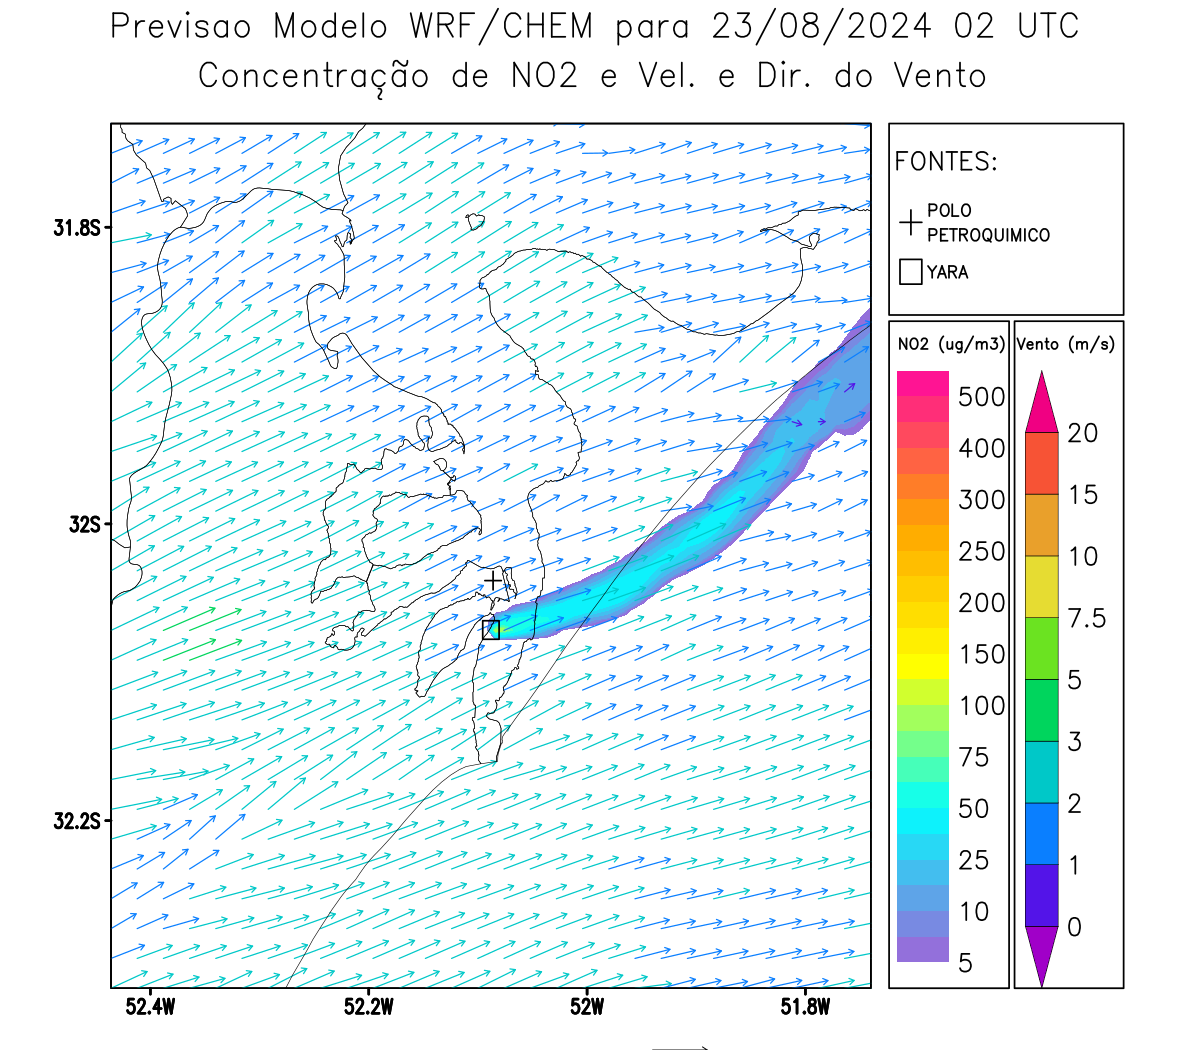 Previsao Modelo WRF/CHEM para 23/08/2024 02 UTC
Concentração de NO2 e Vel. e Dir. do Vento
FONTES:
POLO
PETROQUIMICO
YARA
NO2 (ug/m3)
500
400
300
250
200
150
100
75
50
25
10
5
Vento (m/s)
20
15
10
7.5
5
3
2
1
0
31.8S
32S
32.2S
52.4W 52.2W 52W 51.8W